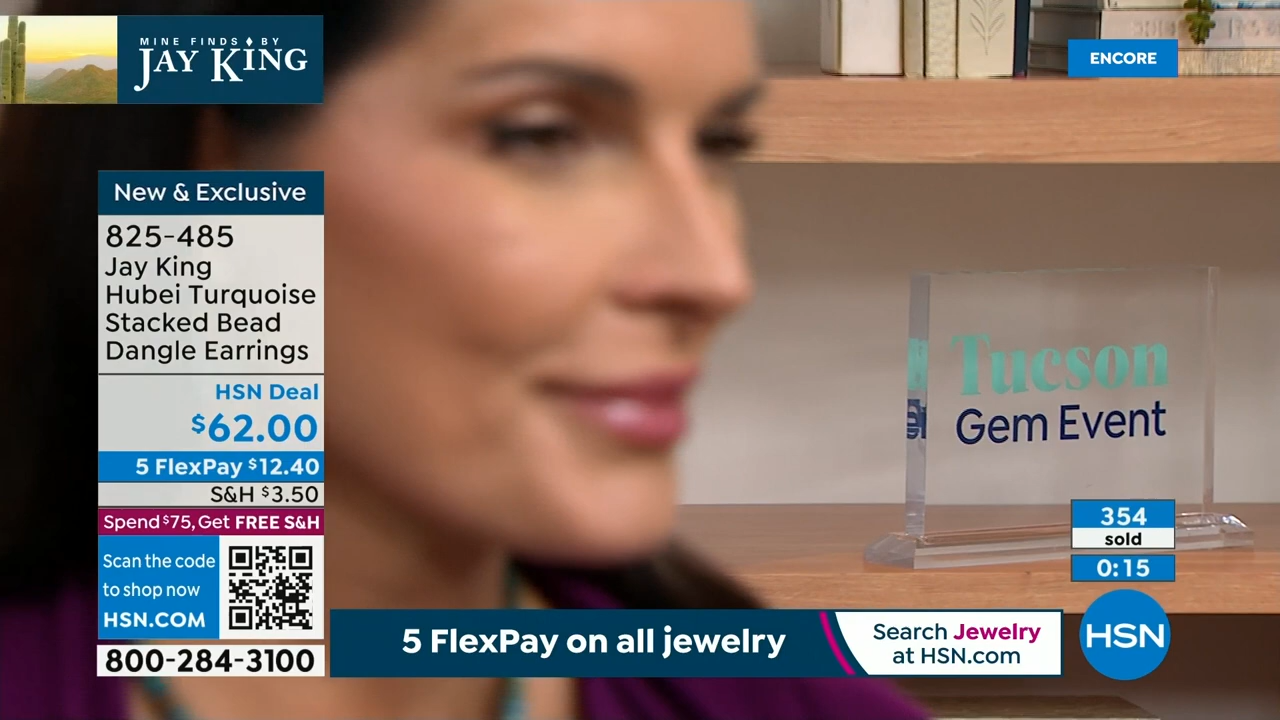 MINE FINDS BY
JAY KING
ENCORE
New & Exclusive
825-485
Jay King
Hubei Turquoise
Stacked Bead
Dangle Earrings
HSN Deal
$62.00
5 FlexPay $12.40
S&H $3.50
Spend $75, Get FREE S&H
Scan the code
to shop now
HSN.COM
800-284-3100
Tucson
Gem Event
354
sold
0:15
5 FlexPay on all jewelry
Search Jewelry
at HSN.com
HSN